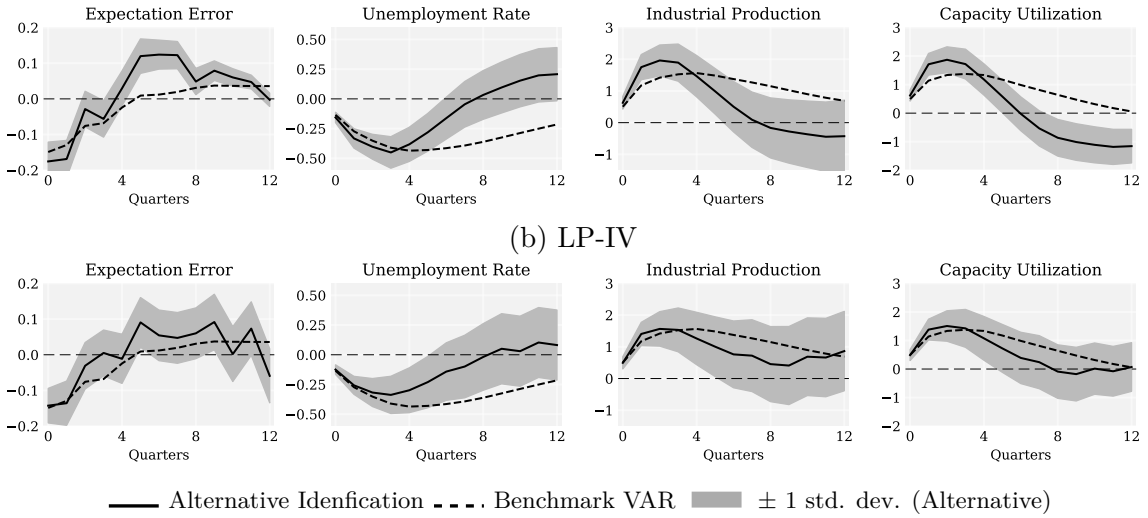 Expectation Error Unemployment Rate Industrial Production Capacity Utilization
0.2 0.1 0.0 −0.1 −0.2
0.50 0.25 0.00 −0.25 −0.50
3 2 1 0 1
3 2 1 0 −1 −2
0 4 8 12 0 4 8 12 0 4 8 12 0 4 8 12
Quarters Quarters Quarters Quarters
(b) LP-IV
Expectation Error Unemployment Rate Industrial Production Capacity Utilization
0.2 0.1 0.0 −0.1 −0.2
0.50 0.25 0.00 −0.25 −0.50
3 2 1 0 −1
3 2 1 0 −1 −2
0 4 8 12 0 4 8 12 0 4 8 12 0 4 8 12
Quarters Quarters Quarters Quarters
Alternative Idenfication Benchmark VAR ± 1 std. dev. (Alternative)